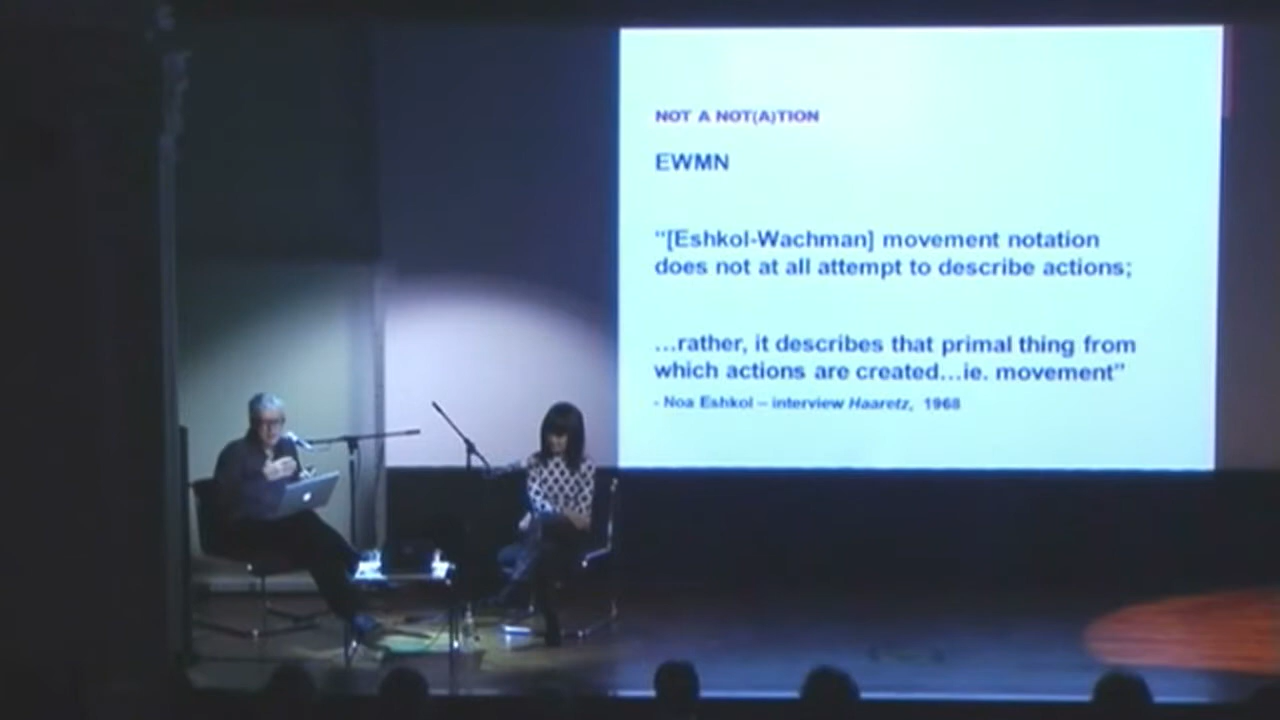 NOT A NOT(A)TION
EWMN
“[Eshkol-Wachman] movement notation
does not at all attempt to describe actions;
…rather, it describes that primal thing from
which actions are created…ie. movement”
- Noa Eshkol – interview Haaretz, 1968